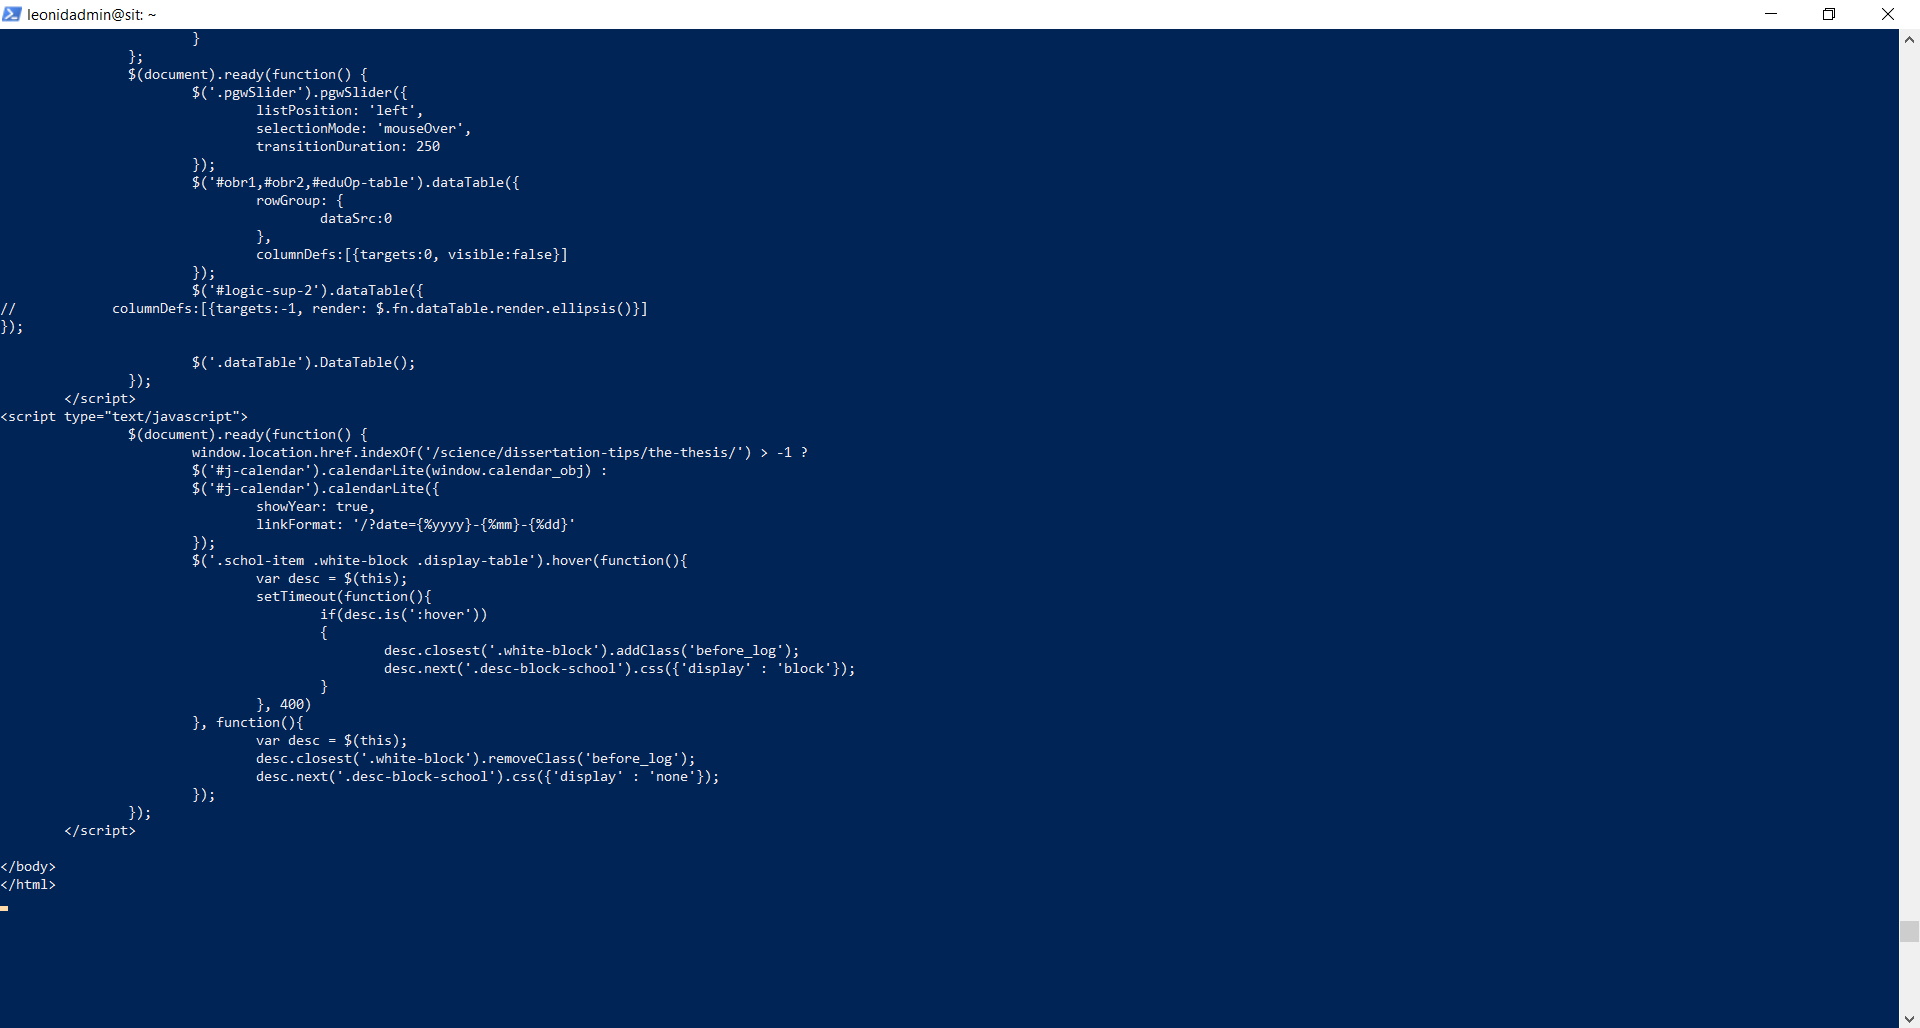 leonidadmin@sit: ~
}
};
$(document).ready(function() {
$('.pgwSlider').pgwSlider({
listPosition: 'left',
selectionMode: 'mouseOver',
transitionDuration: 250
});
$('#obr1,#obr2,#eduOp-table').dataTable({
rowGroup: {
dataSrc:0
},
columnDefs:[{targets:0, visible:false}]
});
$('#logic-sup-2').dataTable({
// columnDefs:[{targets:-1, render: $.fn.dataTable.render.ellipsis()}]
});
$('.dataTable').DataTable();
});
</script>
<script type="text/javascript">
$(document).ready(function() {
window.location.href.indexOf('/science/dissertation-tips/the-thesis/') > -1 ?
$('#j-calendar').calendarLite(window.calendar_obj) :
$('#j-calendar').calendarLite({
showYear: true,
linkFormat: '/?date={%yyyy}-{%mm}-{%dd}'
});
$('.schol-item .white-block .display-table').hover(function(){
var desc = $(this);
setTimeout(function(){
if(desc.is(':hover'))
{
desc.closest('.white-block').addClass('before_log');
desc.next('.desc-block-school').css({'display' : 'block'});
}
}, 400)
}, function(){
var desc = $(this);
desc.closest('.white-block').removeClass('before_log');
desc.next('.desc-block-school').css({'display' : 'none'});
});
});
</script>
</body>
</html>